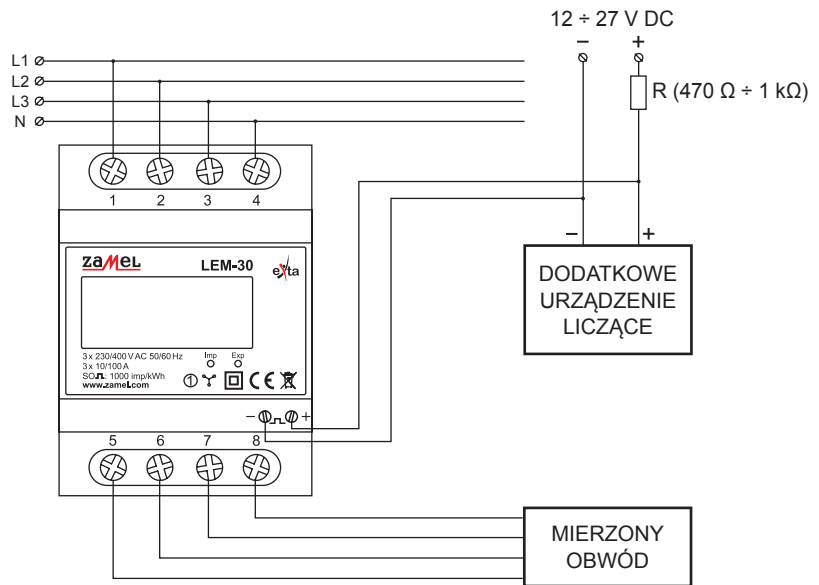 12 ÷ 27 V DC
− +
L1
L2
L3
N
R (470 Ω ÷ 1 kΩ)
1 2 3 4
zaMeL LEM-30 exta
3 x 230/400 V AC 50/60 Hz
3 x 10/100 A
SO: 1000 imp/kWh
www.zamel.com
Imp Exp
1
CE
− +
5 6 7 8
− +
DODATKOWE
URZĄDZENIE
LICZĄCE
MIERZONY
OBWÓD